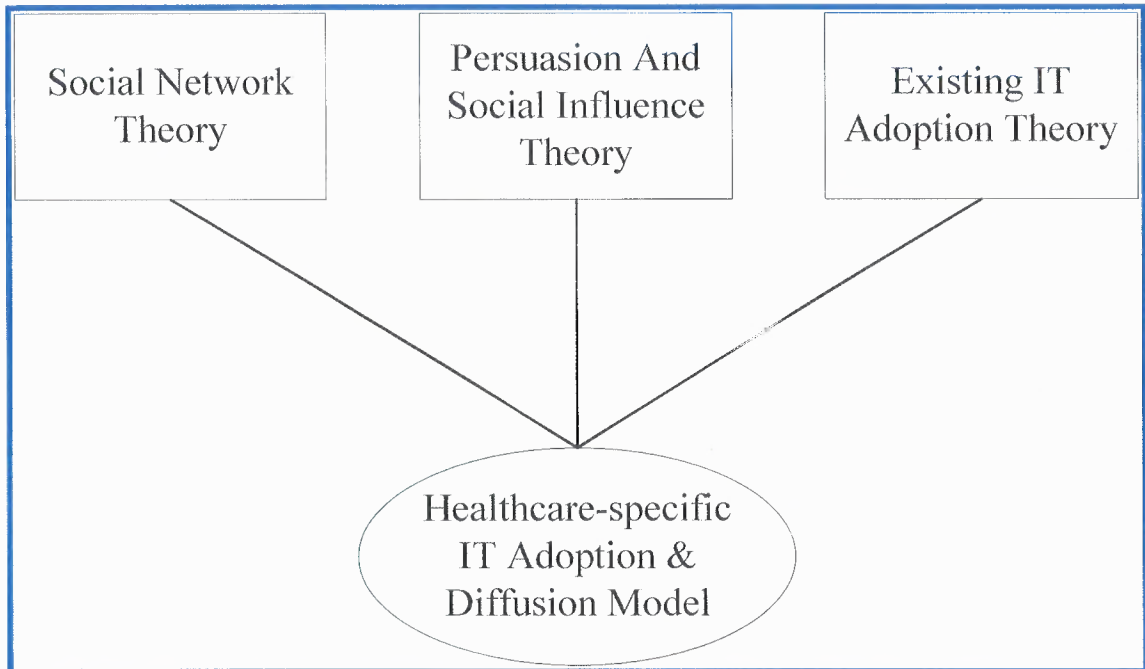 Social Network
Theory
Persuasion And
Social Influence
Theory
Existing IT
Adoption Theory
Healthcare-specific
IT Adoption &
Diffusion Model